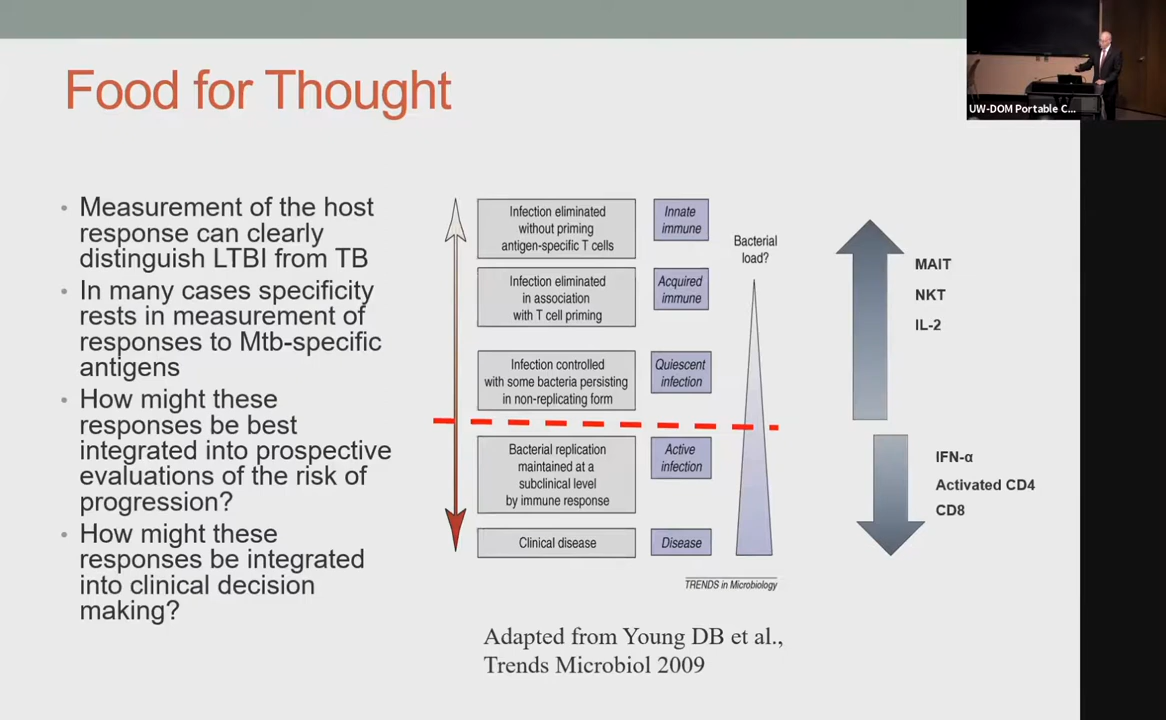 Food for Thought
UW-DOM Portable C...
• Measurement of the host
response can clearly
distinguish LTBI from TB
• In many cases specificity
rests in measurement of
responses to Mtb-specific
antigens
• How might these
responses be best
integrated into prospective
evaluations of the risk of
progression?
• How might these
responses be integrated
into clinical decision
making?
Infection eliminated
without priming
antigen-specific T cells
Innate
immune
Infection eliminated
in association
with T cell priming
Acquired
immune
Infection controlled
with some bacteria persisting
in non-replicating form
Quiescent
infection
Bacterial replication
maintained at a
subclinical level
by immune response
Active
infection
Clinical disease
Disease
Bacterial
load?
TRENDS in Microbiology
MAIT
NKT
IL-2
IFN-α
Activated CD4
CD8
Adapted from Young DB et al.,
Trends Microbiol 2009